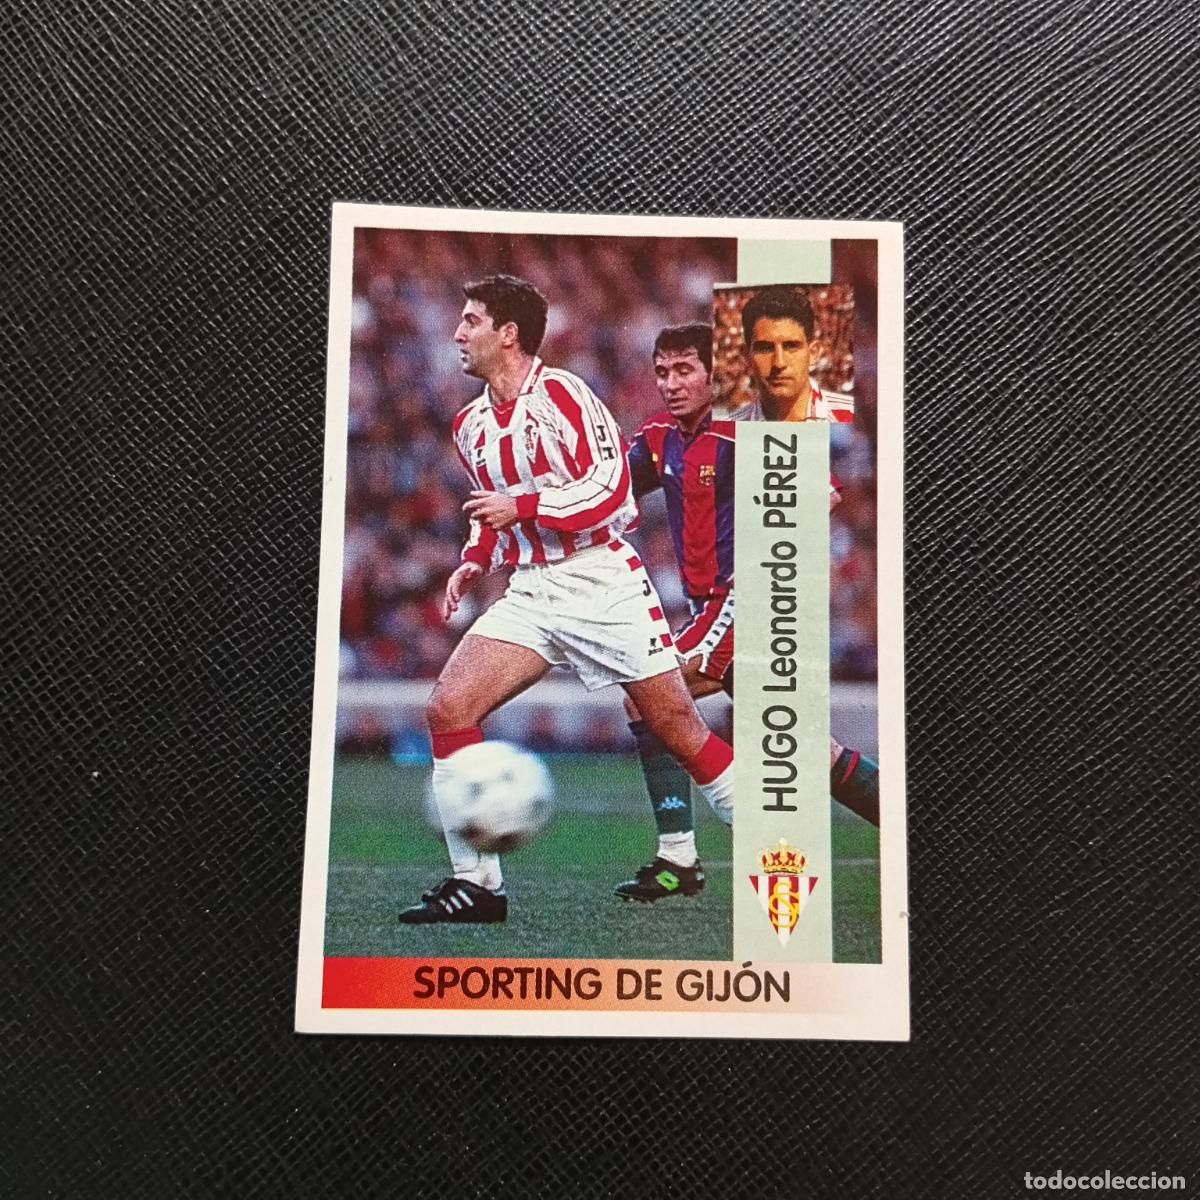 HUGO Leonardo PÉREZ
SPORTING DE GIJÓN
todocoleccion